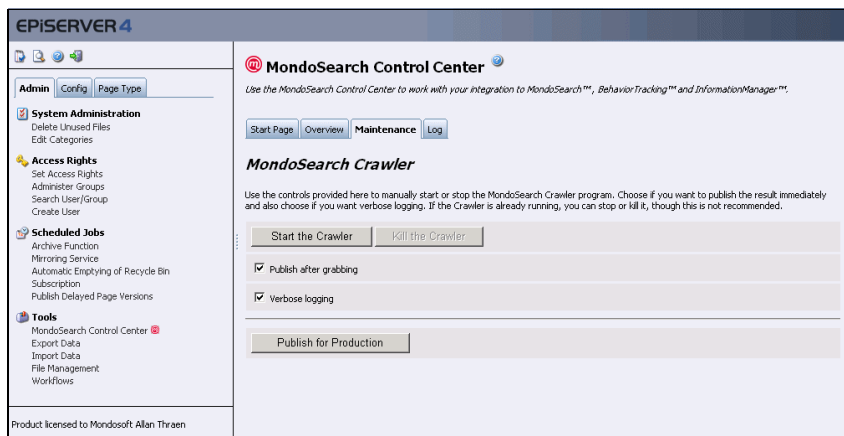 EPiSERVER 4
Admin Config Page Type
System Administration
Delete Unused Files
Edit Categories
Access Rights
Set Access Rights
Administer Groups
Search User/Group
Create User
Scheduled Jobs
Archive Function
Mirroring Service
Automatic Emptying of Recycle Bin
Subscription
Publish Delayed Page Versions
Tools
MondoSearch Control Center
Export Data
Import Data
File Management
Workflows
Product licensed to Mondosoft Allan Thraen
MondoSearch Control Center
Use the MondoSearch Control Center to work with your integration to MondoSearch™, BehaviorTracking™ and InformationManager™.
Start Page Overview Maintenance Log
MondoSearch Crawler
Use the controls provided here to manually start or stop the MondoSearch Crawler program. Choose if you want to publish the result immediately
and also choose if you want verbose logging. If the Crawler is already running, you can stop or kill it, though this is not recommended.
Start the Crawler Kill the Crawler
Publish after grabbing
Verbose logging
Publish for Production